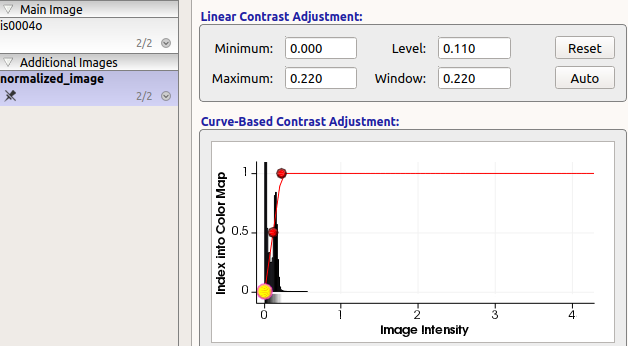 Main Image
is0004o
2/2
Additional Images
normalized_image
2/2
Linear Contrast Adjustment:
Minimum: 0.000 Level: 0.110 Reset
Maximum: 0.220 Window: 0.220 Auto
Curve-Based Contrast Adjustment:
Index into Color Map
1
0.5
0
0 1 2 3 4
Image Intensity